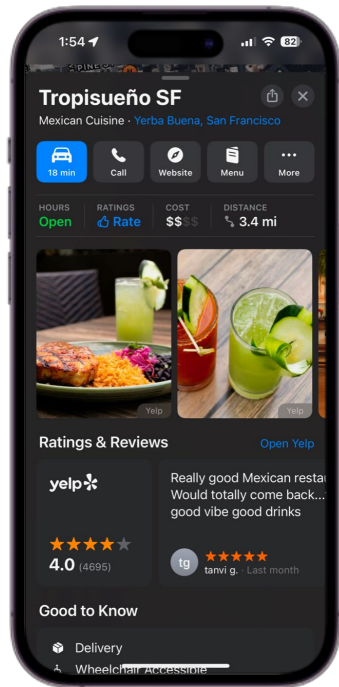 1:54
82
Tropisueño SF
Mexican Cuisine · Yerba Buena, San Francisco
18 min
Call
Website
Menu
More
HOURS
RATINGS
COST
DISTANCE
Open
Rate
$$$$
3.4 mi
Yelp
Yelp
Ratings & Reviews
Open Yelp
yelp
4.0 (4695)
Really good Mexican restau
Would totally come back...
good vibe good drinks
tg
tanvi g. · Last month
Good to Know
Delivery
Wheelchair Accessible